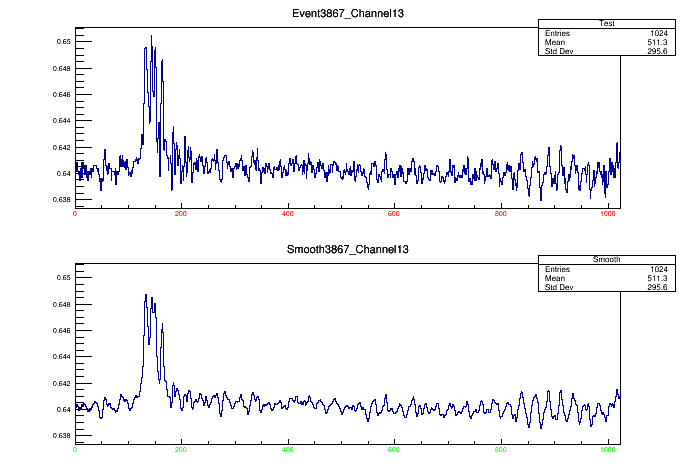 Event3867_Channel13
Test
Entries 1024
Mean 511.3
Std Dev 295.6
0.65
0.648
0.646
0.644
0.642
0.64
0.638
0 200 400 600 800 1000
Smooth3867_Channel13
Smooth
Entries 1024
Mean 511.3
Std Dev 295.6
0.65
0.648
0.646
0.644
0.642
0.64
0.638
0 200 400 600 800 1000